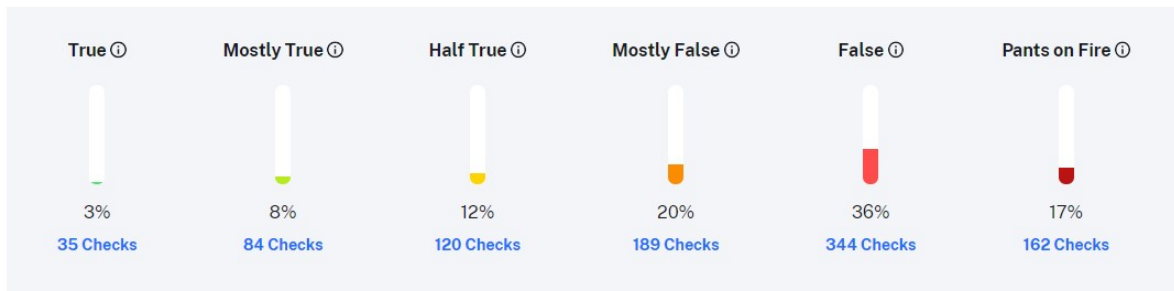 True Mostly True Half True Mostly False False Pants on Fire
3% 8% 12% 20% 36% 17%
35 Checks 84 Checks 120 Checks 189 Checks 344 Checks 162 Checks